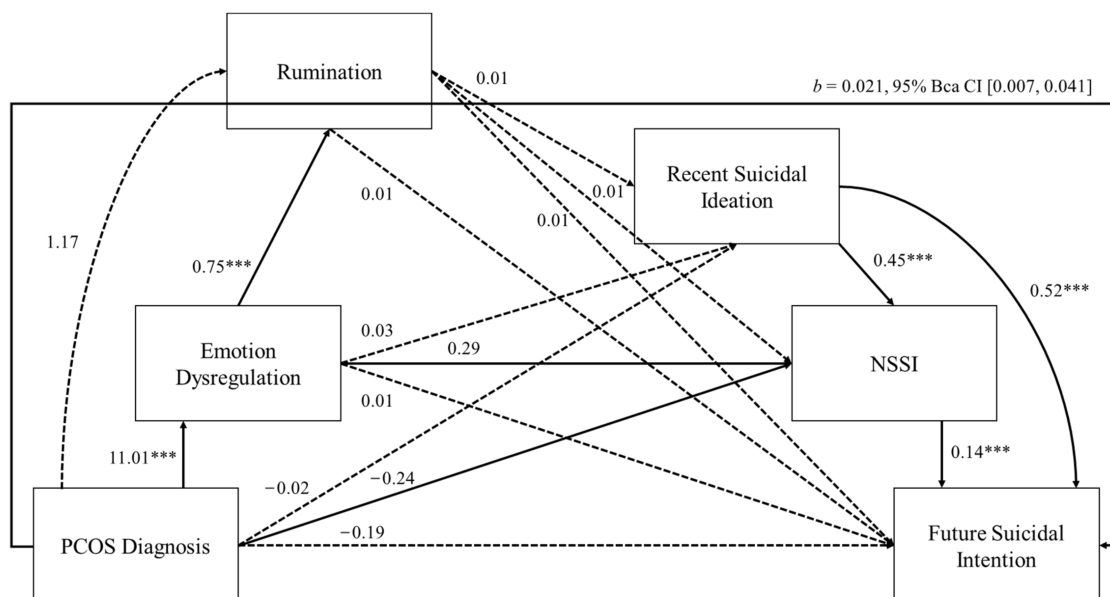 Rumination
0.01
b = 0.021, 95% Bca CI [0.007, 0.041]
Recent Suicidal
Ideation
0.01
0.01
0.01
1.17
0.75***
0.45***
0.52***
Emotion
Dysregulation
0.03
0.29
NSSI
0.01
11.01***
0.14***
−0.02
−0.24
PCOS Diagnosis
−0.19
Future Suicidal
Intention